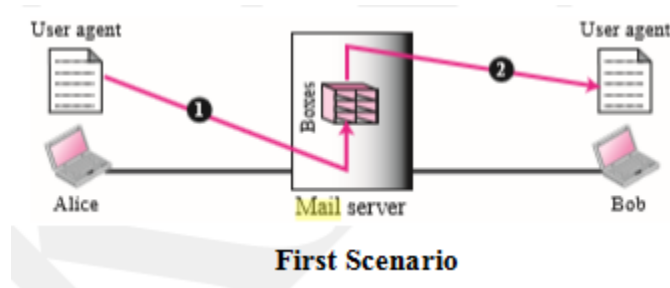 User agent
User agent
1
2
Boxes
Alice
Mail server
Bob
First Scenario